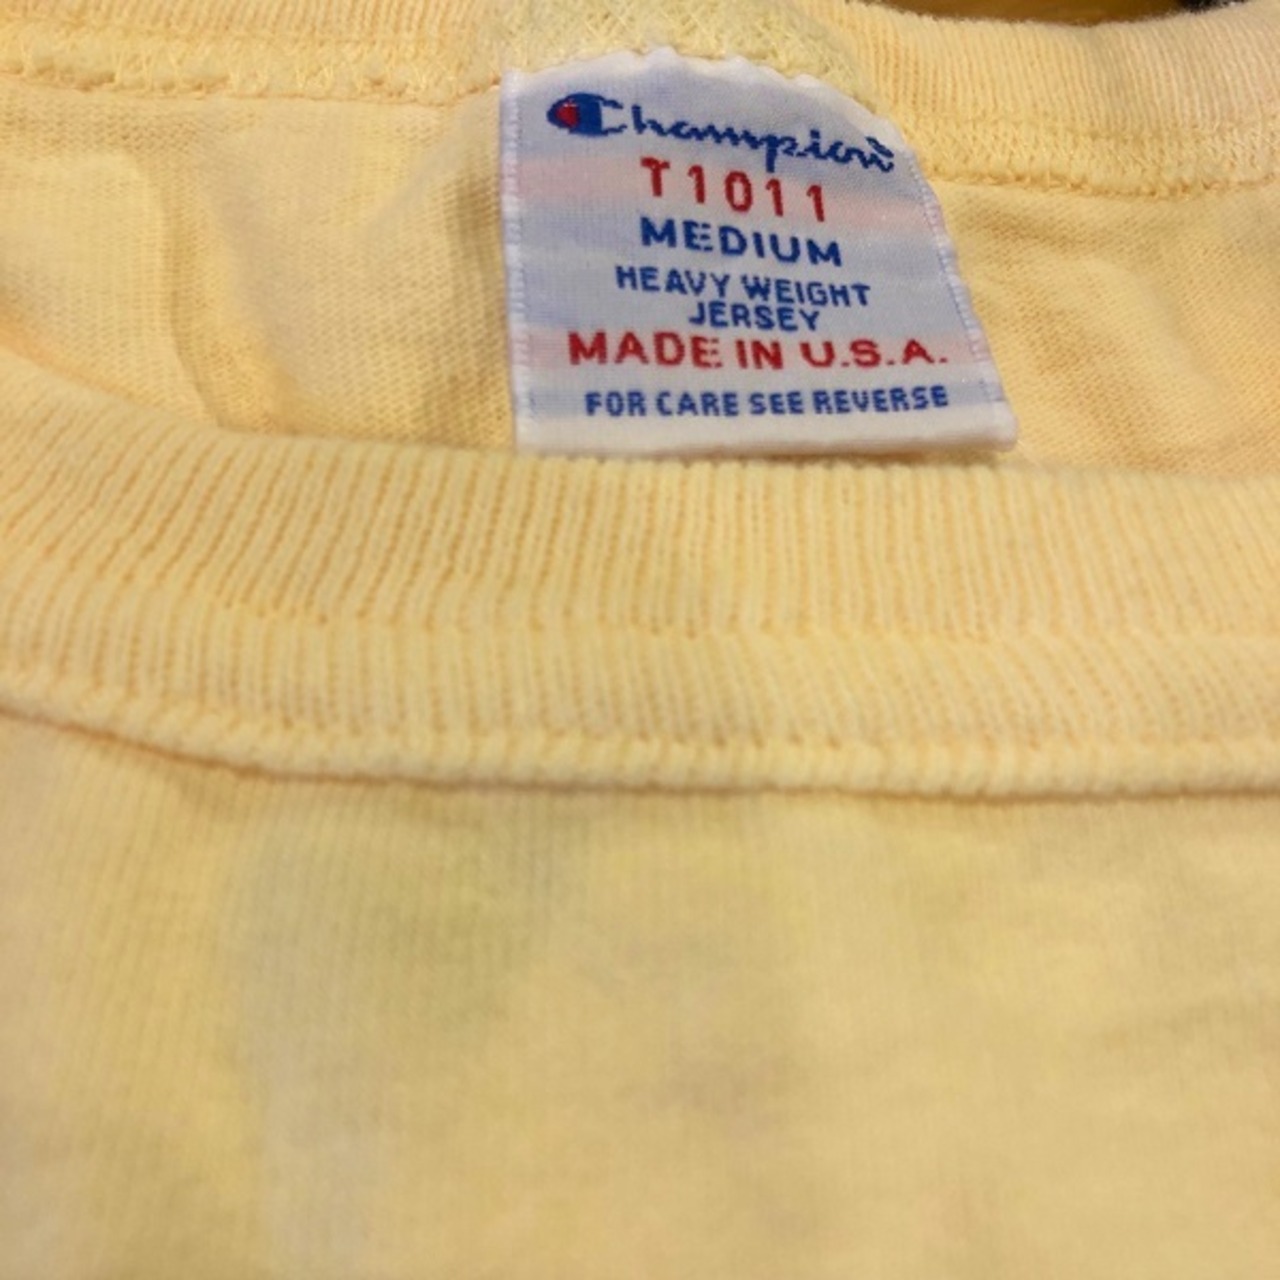 Champion
T1011
MEDIUM
HEAVY WEIGHT
JERSEY
MADE IN U.S.A.
FOR CARE SEE REVERSE